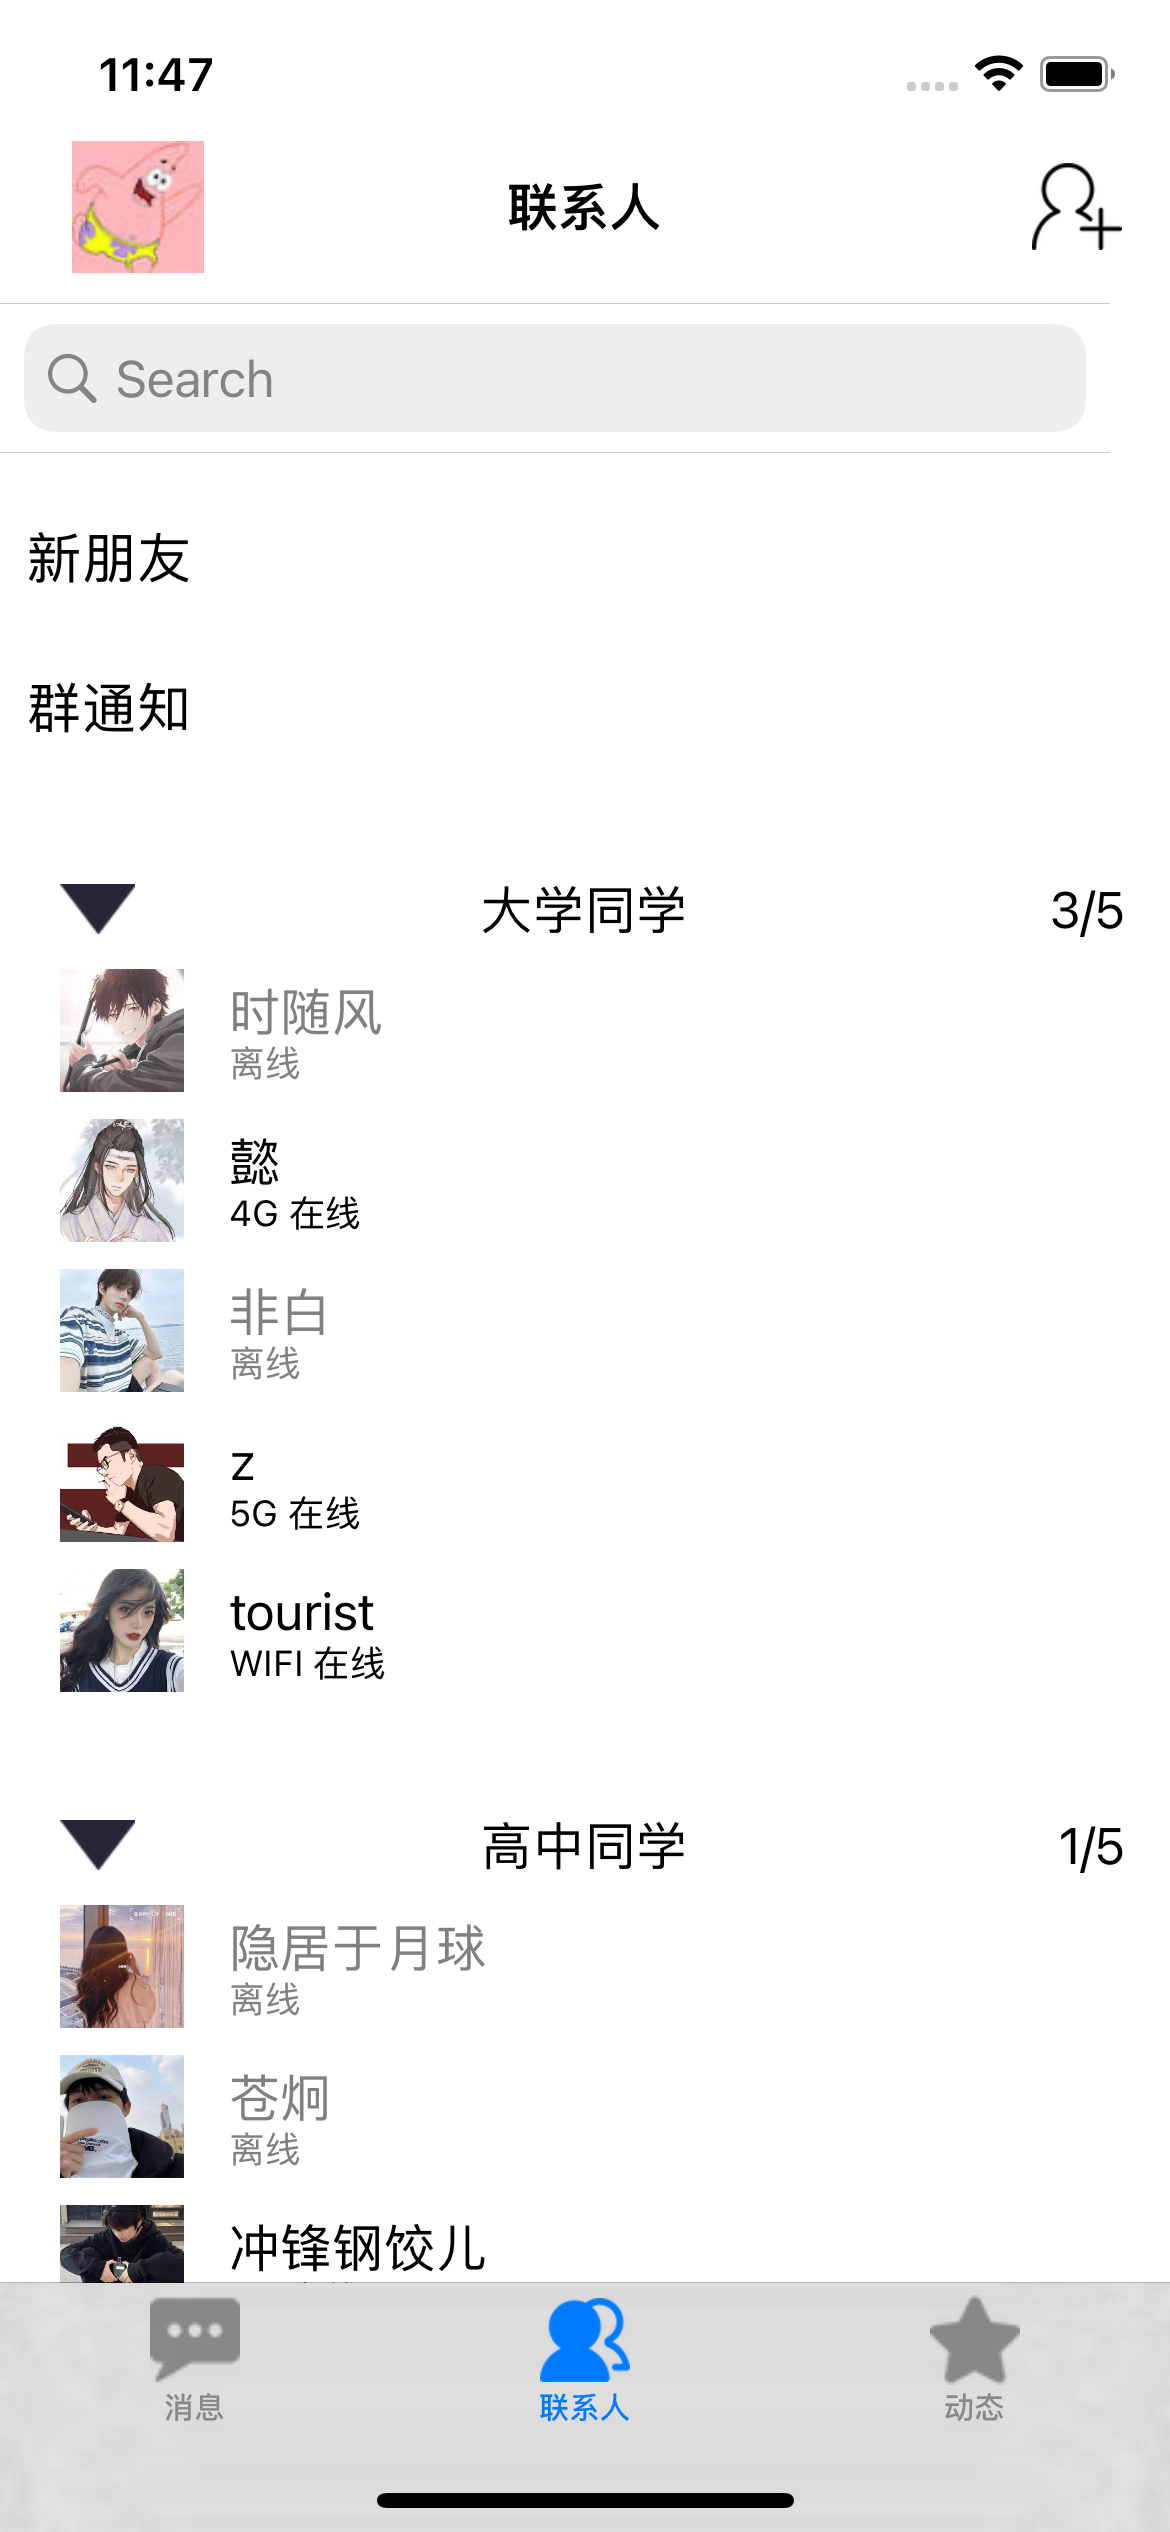 11:47
联系人
Search
新朋友
群通知
大学同学 3/5
时随风
离线
懿
4G 在线
非白
离线
z
5G 在线
tourist
WIFI 在线
高中同学 1/5
隐居于月球
离线
苍炯
离线
冲锋钢饺儿
消息
联系人
动态